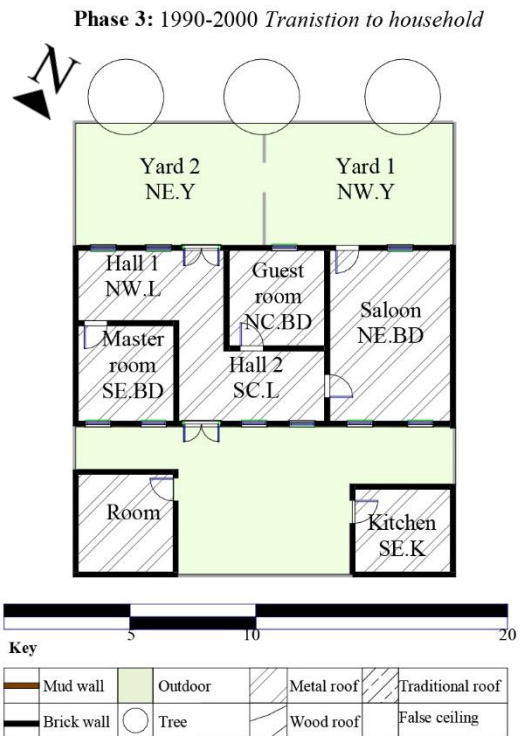 Phase 3: 1990-2000 Tranistion to household
N
Yard 2
NE.Y
Yard 1
NW.Y
Hall 1
NW.L
Guest
room
NC.BD
Saloon
NE.BD
Master
room
SE.BD
Hall 2
SC.L
Room
Kitchen
SE.K
5
10
20
Key
Mud wall
Outdoor
Metal roof
Traditional roof
Brick wall
Tree
Wood roof
False ceiling